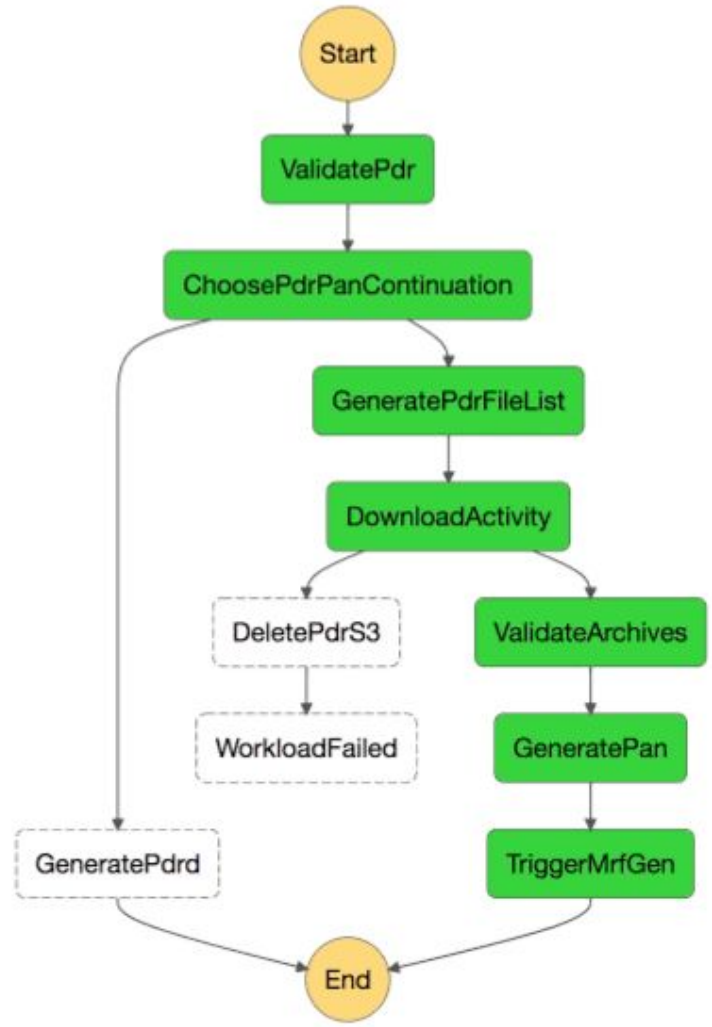 Start
ValidatePdr
ChoosePdrPanContinuation
GeneratePdrFileList
DownloadActivity
DeletePdrS3
ValidateArchives
WorkloadFailed
GeneratePan
GeneratePdrd
TriggerMrfGen
End